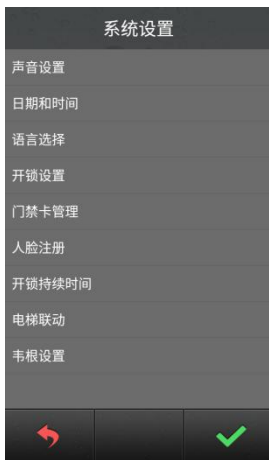 系统设置
声音设置
日期和时间
语言选择
开锁设置
门禁卡管理
人脸注册
开锁持续时间
电梯联动
韦根设置